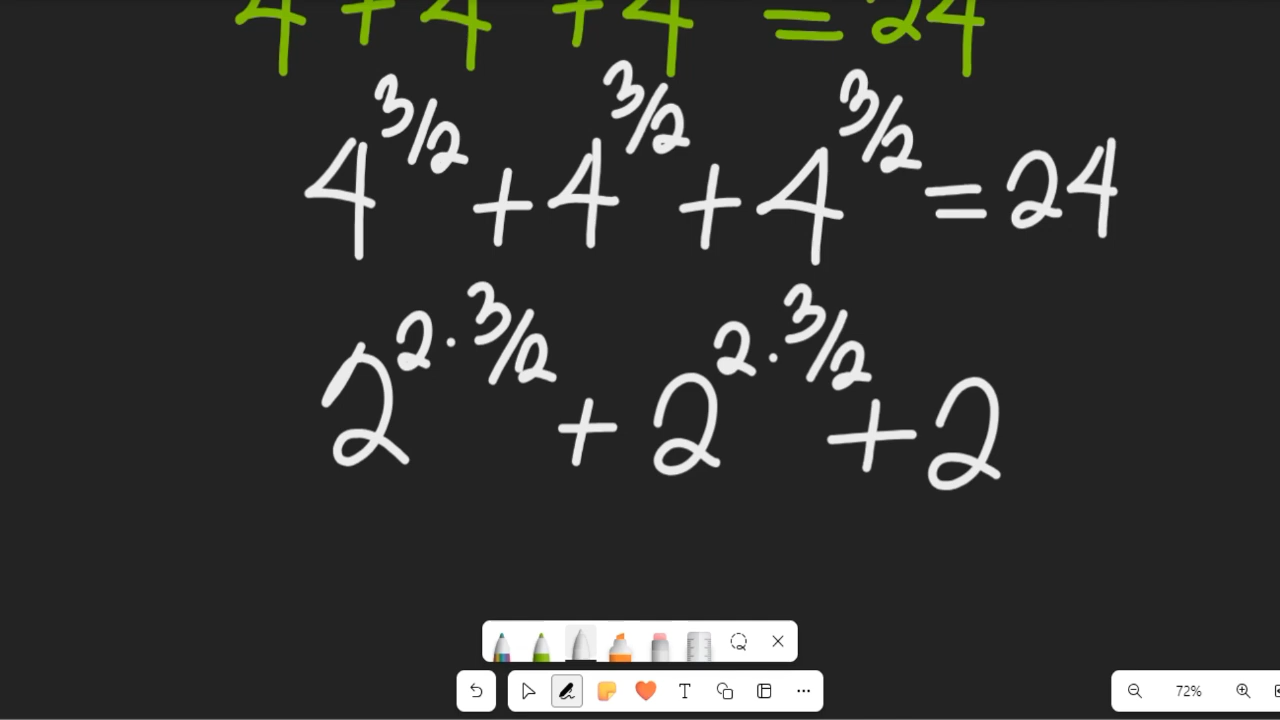 4 + 4 + 4 = 24
4^3/2 + 4^3/2 + 4^3/2 = 24
2^2·3/2 + 2^2·3/2 + 2
T
72%